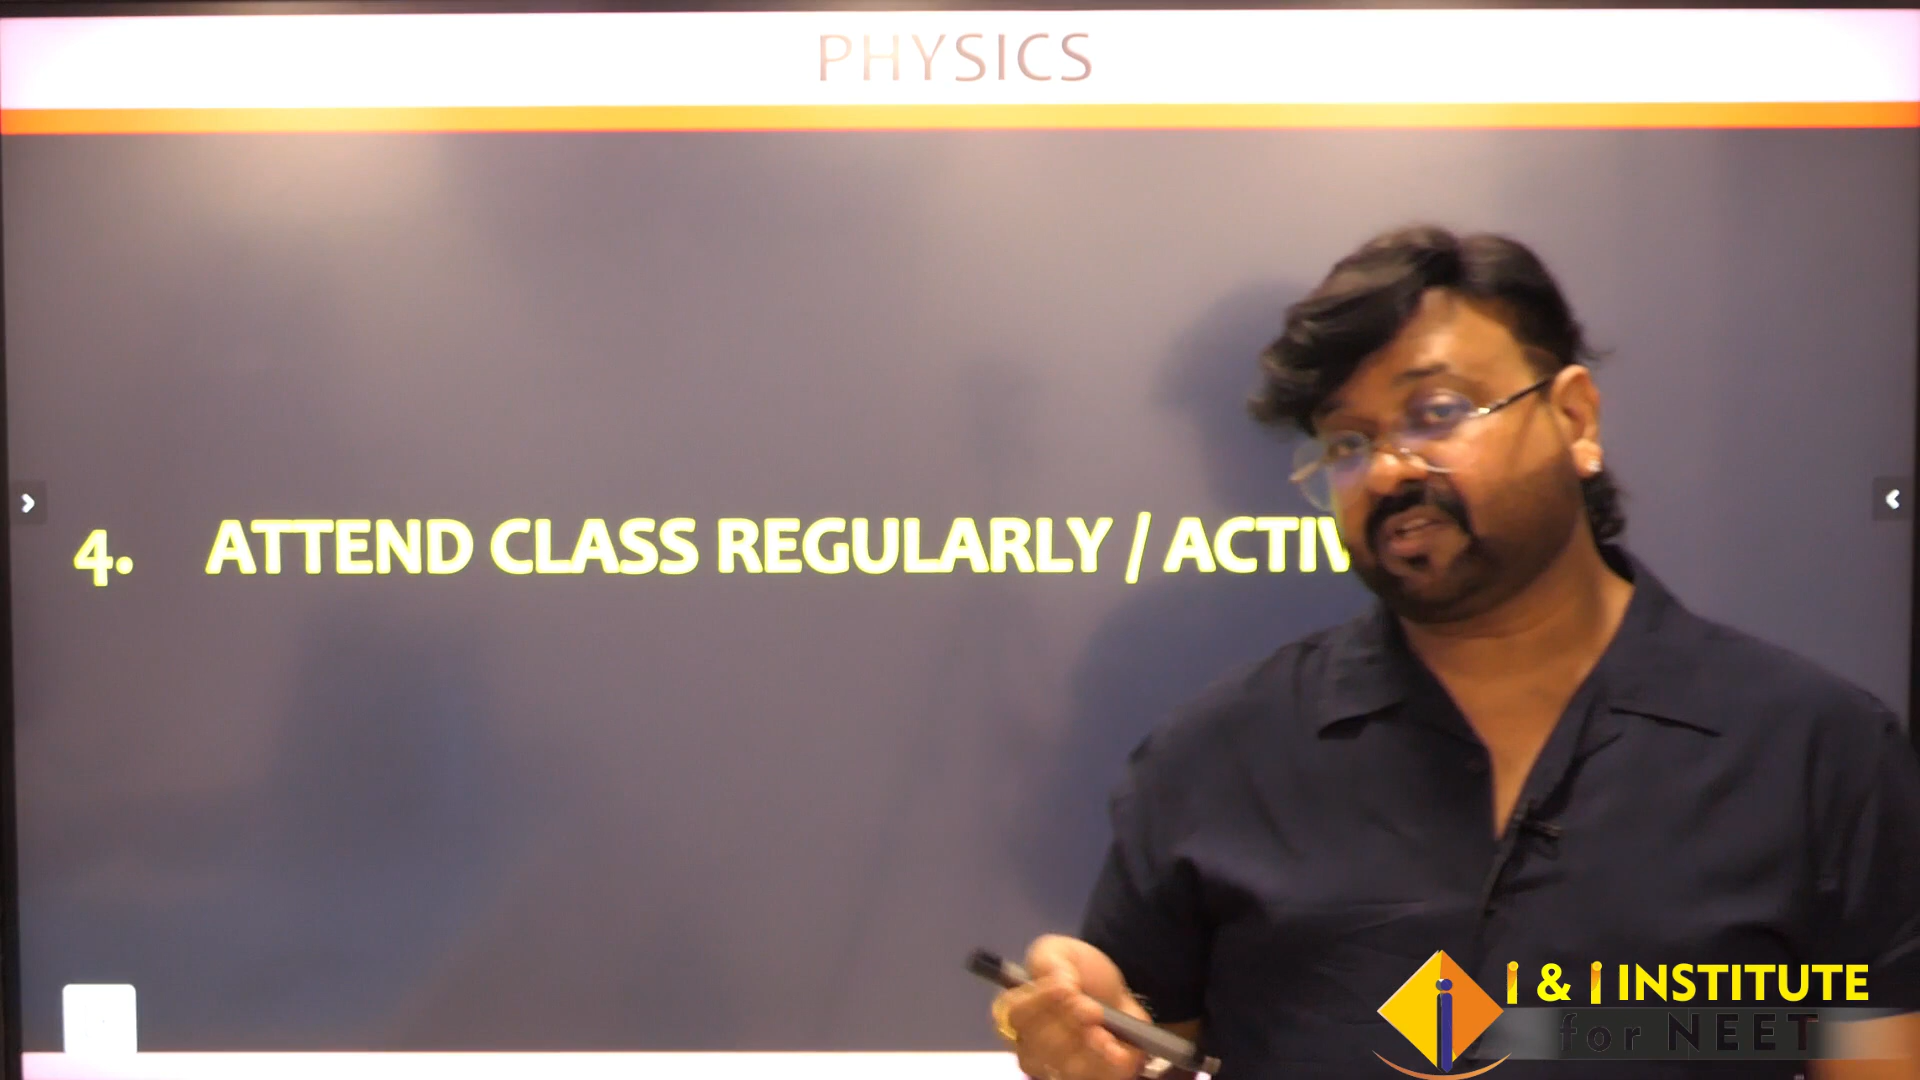 PHYSICS
4. ATTEND CLASS REGULARLY / ACTIV
i & i INSTITUTE
for NEET